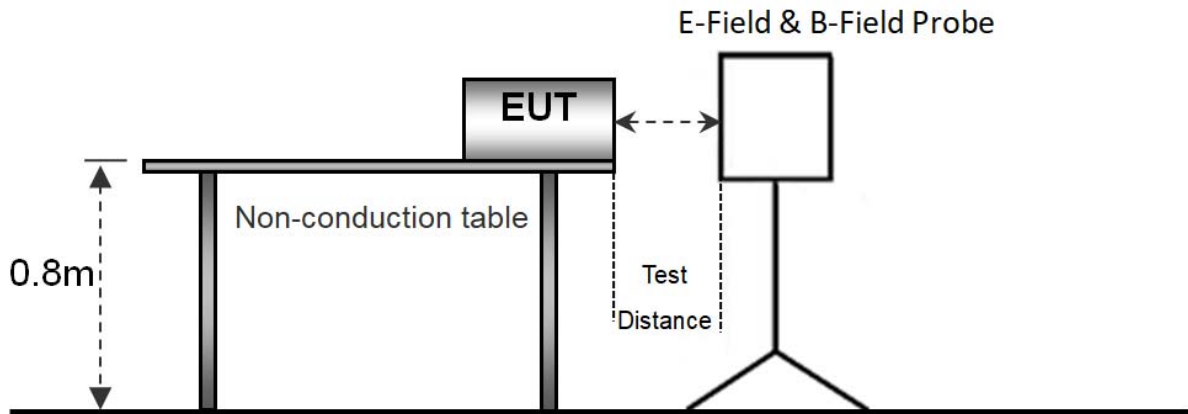 E-Field & B-Field Probe
EUT
Non-conduction table
0.8m
Test
Distance